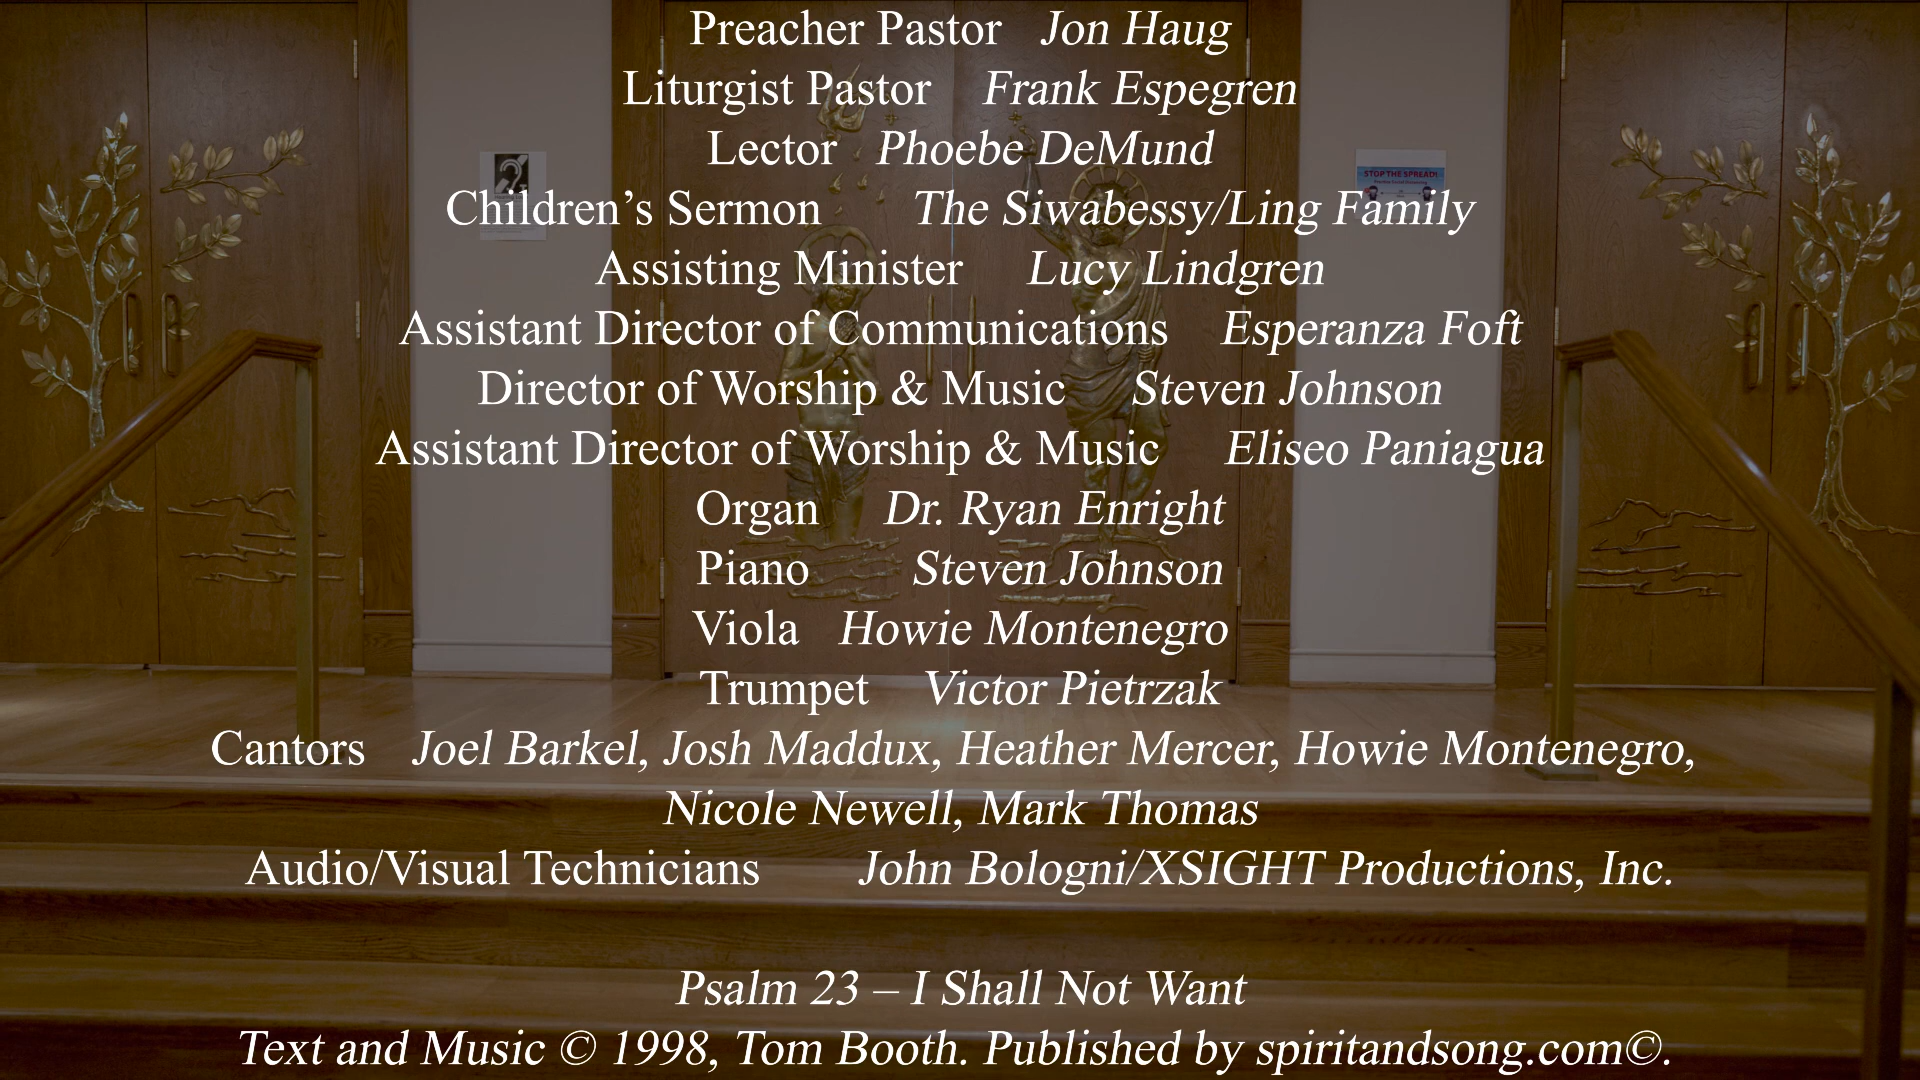 Preacher Pastor Jon Haug
Liturgist Pastor Frank Espegren
Lector Phoebe DeMund
Children’s Sermon The Siwabessy/Ling Family
Assisting Minister Lucy Lindgren
Assistant Director of Communications Esperanza Foft
Director of Worship & Music Steven Johnson
Assistant Director of Worship & Music Eliseo Paniagua
Organ Dr. Ryan Enright
Piano Steven Johnson
Viola Howie Montenegro
Trumpet Victor Pietrzak
Cantors Joel Barkel, Josh Maddux, Heather Mercer, Howie Montenegro,
Nicole Newell, Mark Thomas
Audio/Visual Technicians John Bologni/XSIGHT Productions, Inc.
Psalm 23 – I Shall Not Want
Text and Music © 1998, Tom Booth. Published by spiritandsong.com©.
STOP THE SPREAD!